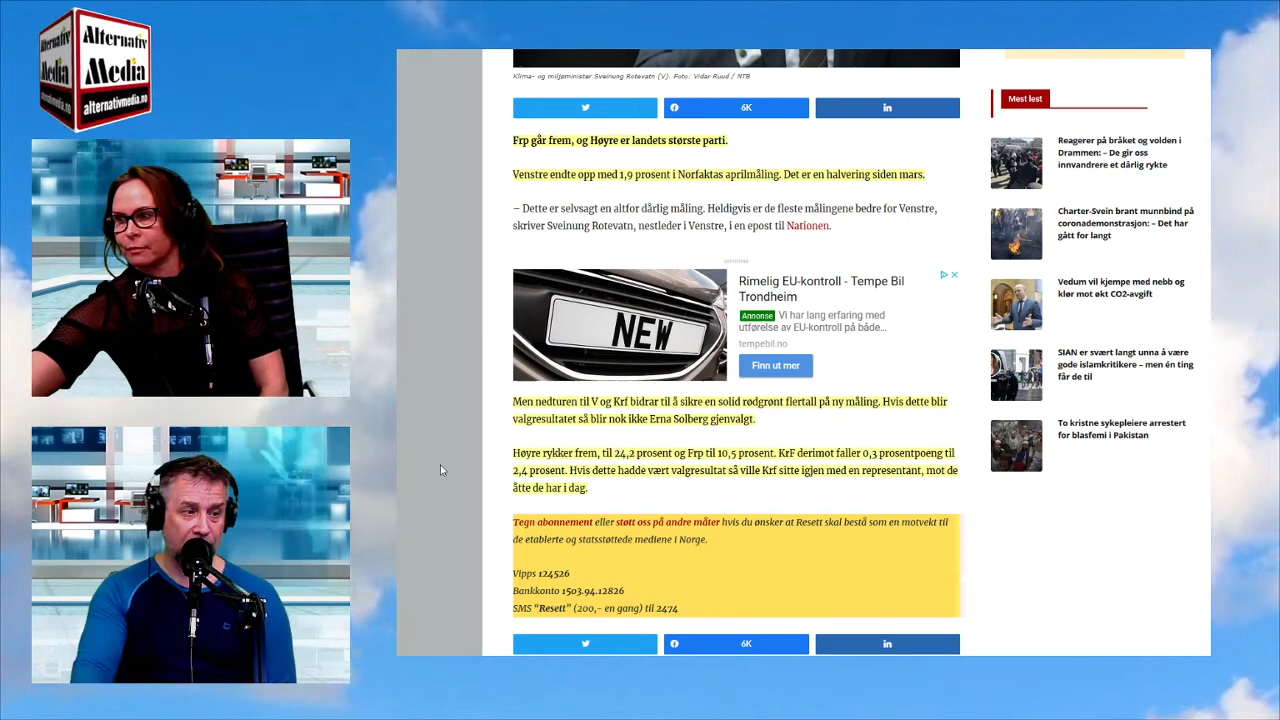 Alternativ
Media
Alternativ
Media
alternativmedia.no
Klima- og miljøminister Sveinung Rotevatn (V). Foto: Vidar Ruud / NTB
6K
Frp går frem, og Høyre er landets største parti.
Venstre endte opp med 1,9 prosent i Norfaktas aprilmåling. Det er en halvering siden mars.
– Dette er selvsagt en altfor dårlig måling. Heldigvis er de fleste målingene bedre for Venstre,
skriver Sveinung Rotevatn, nestleder i Venstre, i en epost til Nationen.
annonse
NEW
Rimelig EU-kontroll - Tempe Bil
Trondheim
Annonse Vi har lang erfaring med
utførelse av EU-kontroll på både...
tempebil.no
Finn ut mer
Men nedturen til V og Krf bidrar til å sikre en solid rødgrønt flertall på ny måling. Hvis dette blir
valgresultatet så blir nok ikke Erna Solberg gjenvalgt.
Høyre rykker frem, til 24,2 prosent og Frp til 10,5 prosent. KrF derimot faller 0,3 prosentpoeng til
2,4 prosent. Hvis dette hadde vært valgresultat så ville Krf sitte igjen med en representant, mot de
åtte de har i dag.
Tegn abonnement eller støtt oss på andre måter hvis du ønsker at Resett skal bestå som en motvekt til
de etablerte og statsstøttede mediene i Norge.
Vipps 124526
Bankkonto 1503.94.12826
SMS “Resett” (200,- en gang) til 2474
6K
Mest lest
Reagerer på bråket og volden i
Drammen: – De gir oss
innvandrere et dårlig rykte
Charter-Svein brant munnbind på
coronademonstrasjon: – Det har
gått for langt
Vedum vil kjempe med nebb og
klør mot økt CO2-avgift
SIAN er svært langt unna å være
gode islamkritikere – men én ting
får de til
To kristne sykepleiere arrestert
for blasfemi i Pakistan